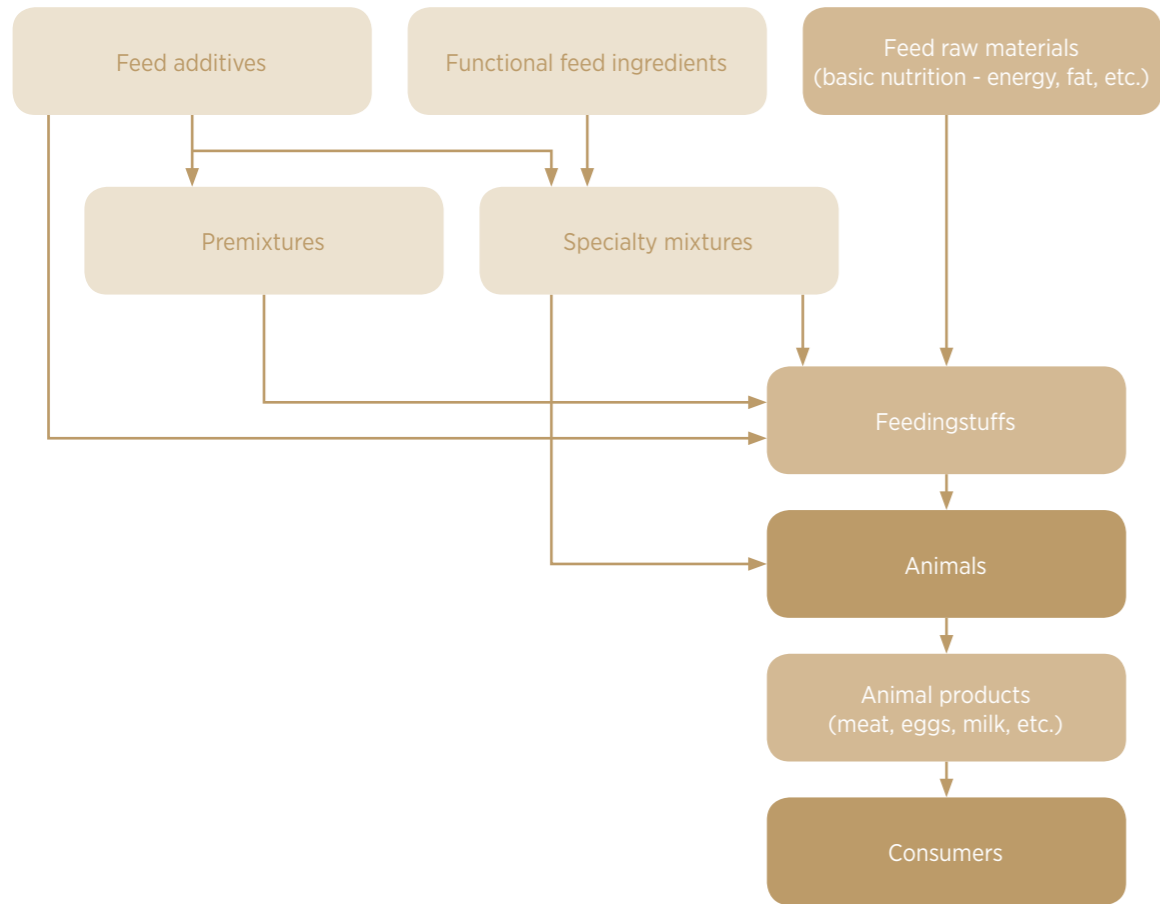 Feed additives
Functional feed ingredients
Feed raw materials
(basic nutrition - energy, fat, etc.)
Premixtures
Specialty mixtures
Feedingstuffs
Animals
Animal products
(meat, eggs, milk, etc.)
Consumers